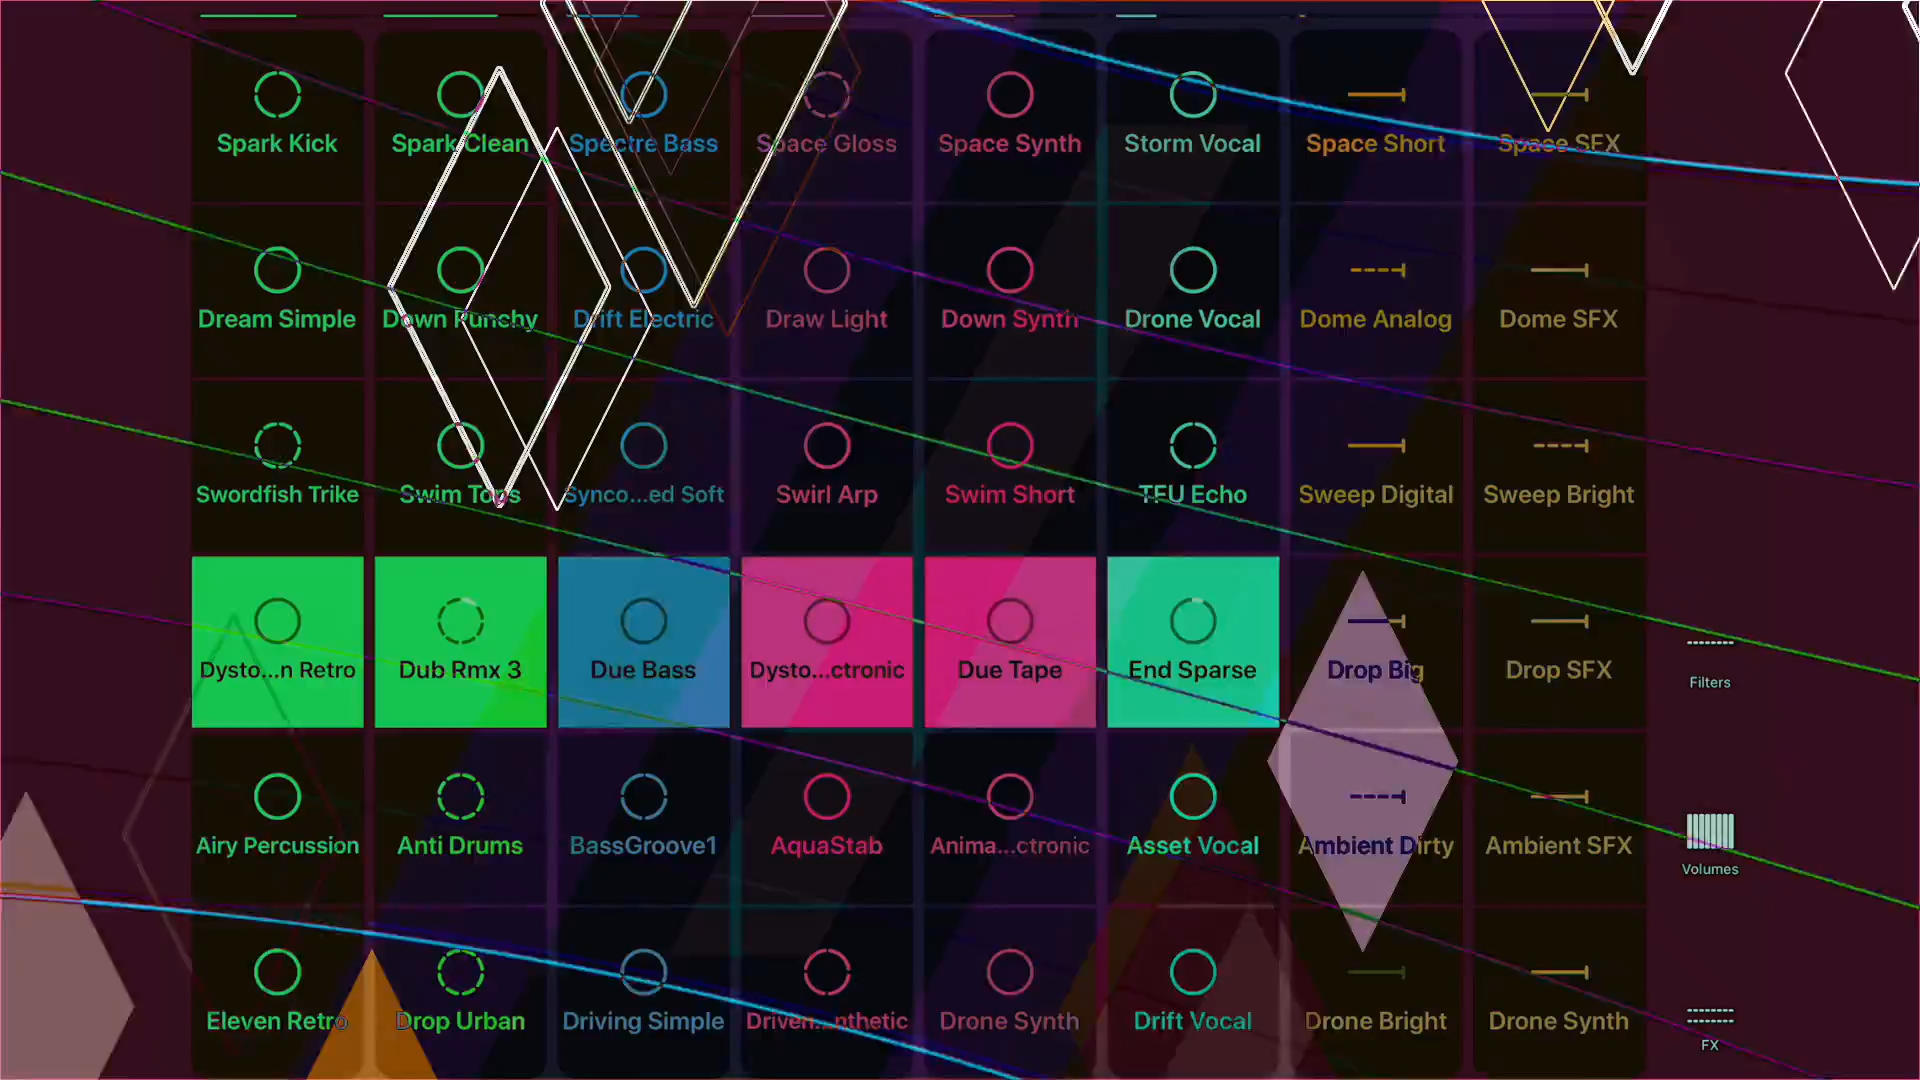 Spark Kick
Spark Clean
Spectre Bass
Space Gloss
Space Synth
Storm Vocal
Space Short
Space SFX
Dream Simple
Down Punchy
Drift Electric
Draw Light
Down Synth
Drone Vocal
Dome Analog
Dome SFX
Swordfish Trike
Swim Tops
Synco...ed Soft
Swirl Arp
Swim Short
TFU Echo
Sweep Digital
Sweep Bright
Dysto...n Retro
Dub Rmx 3
Due Bass
Dysto...ctronic
Due Tape
End Sparse
Drop Big
Drop SFX
Filters
Airy Percussion
Anti Drums
BassGroove1
AquaStab
Anima...ctronic
Asset Vocal
Ambient Dirty
Ambient SFX
Volumes
Eleven Retro
Drop Urban
Driving Simple
Driven...nthetic
Drone Synth
Drift Vocal
Drone Bright
Drone Synth
FX